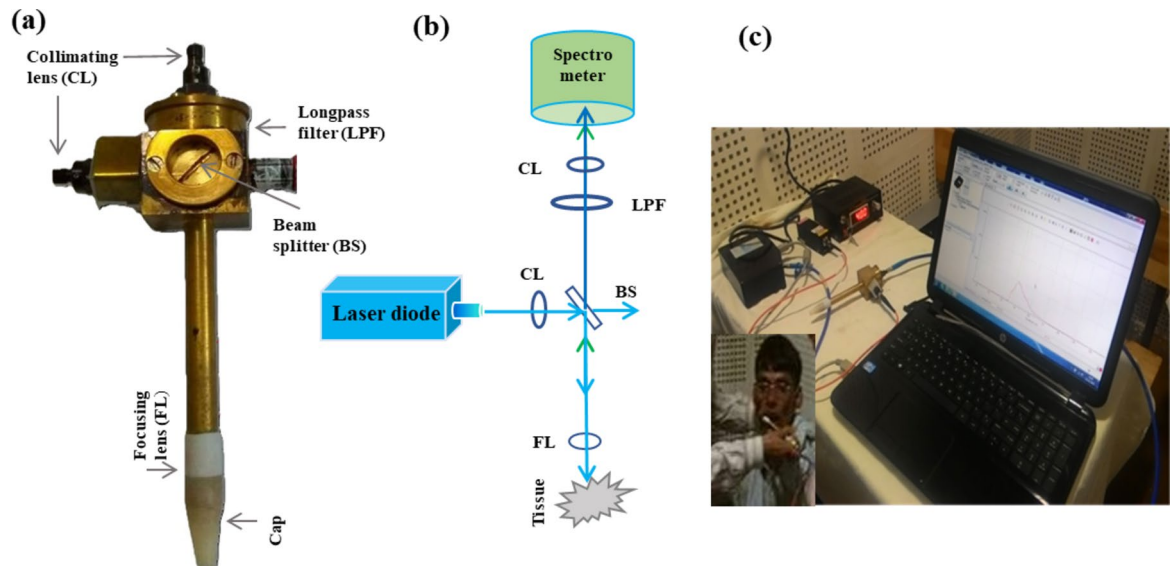 (a)
Collimating
lens (CL)
Longpass
filter (LPF)
Beam
splitter (BS)
Focusing
lens (FL)
Cap
(b)
Spectro
meter
CL
LPF
CL
BS
Laser diode
FL
Tissue
(c)
hp